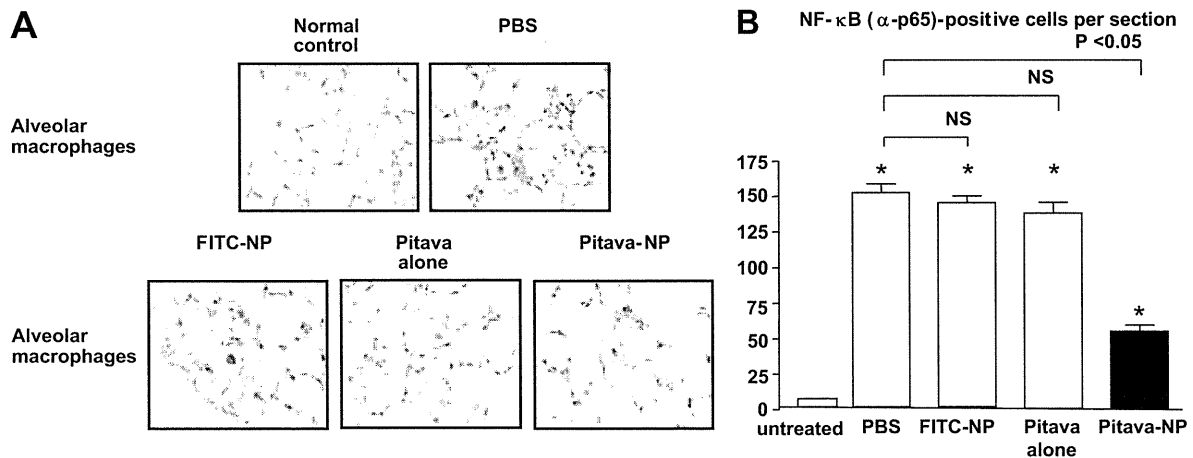 A
Normal
control
PBS
Alveolar
macrophages
FITC-NP
Pitava
alone
Pitava-NP
Alveolar
macrophages
B
NF-κB (α-p65)-positive cells per section
P <0.05
NS
NS
175
150
125
100
75
50
25
0
* * * *
untreated PBS FITC-NP Pitava Pitava-NP
alone